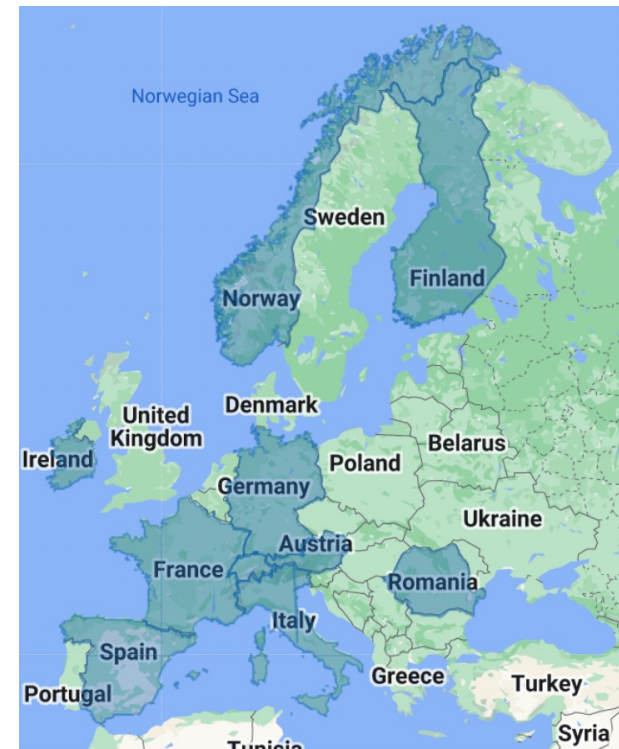 Norwegian Sea
Sweden
Finland
Norway
Denmark
United
Kingdom
Ireland
Belarus
Poland
Germany
Ukraine
Austria
France
Romania
Italy
Spain
Greece
Turkey
Portugal
Syria
Tunisia